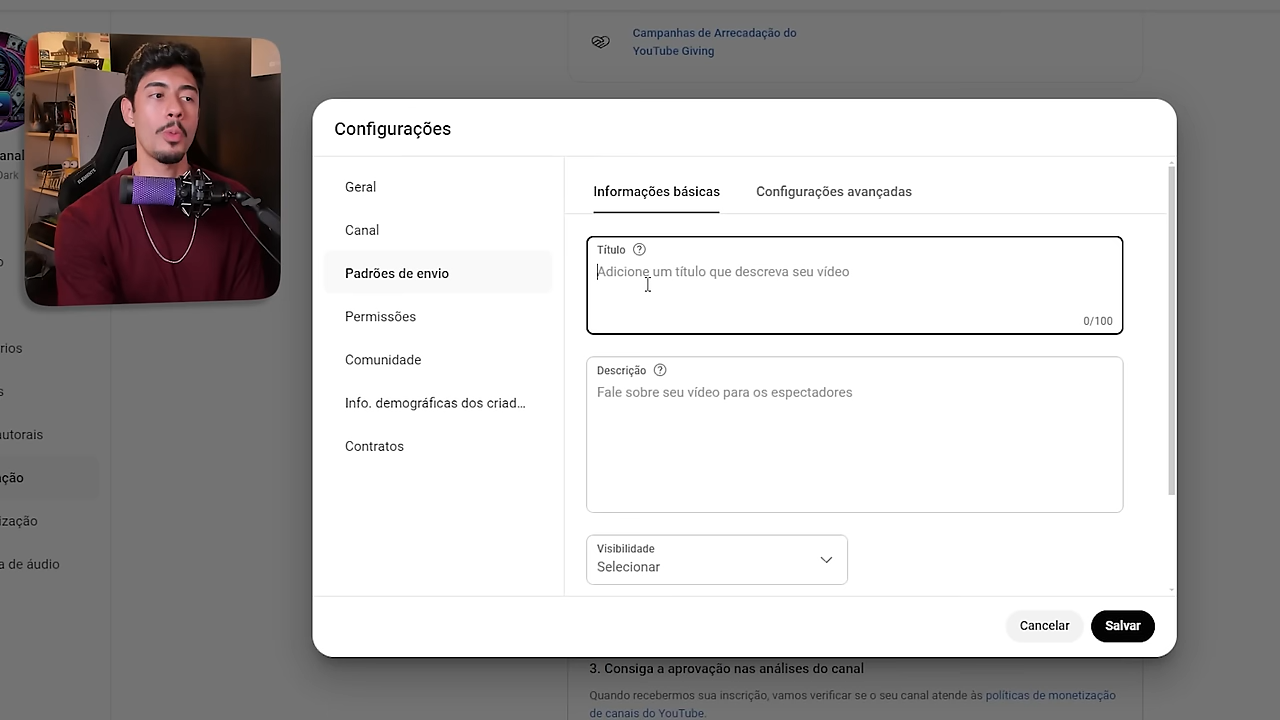 Campanhas de Arrecadação do
YouTube Giving
Configurações
Geral
Canal
Padrões de envio
Permissões
Comunidade
Info. demográficas dos criad...
Contratos
Informações básicas
Configurações avançadas
Título
Adicione um título que descreva seu vídeo
0/100
Descrição
Fale sobre seu vídeo para os espectadores
Visibilidade
Selecionar
Cancelar
Salvar
anal
Dark
o
rios
s
autorais
ção
ização
a de áudio
3. Consiga a aprovação nas análises do canal
Quando recebermos sua inscrição, vamos verificar se o seu canal atende às políticas de monetização
de canais do YouTube.